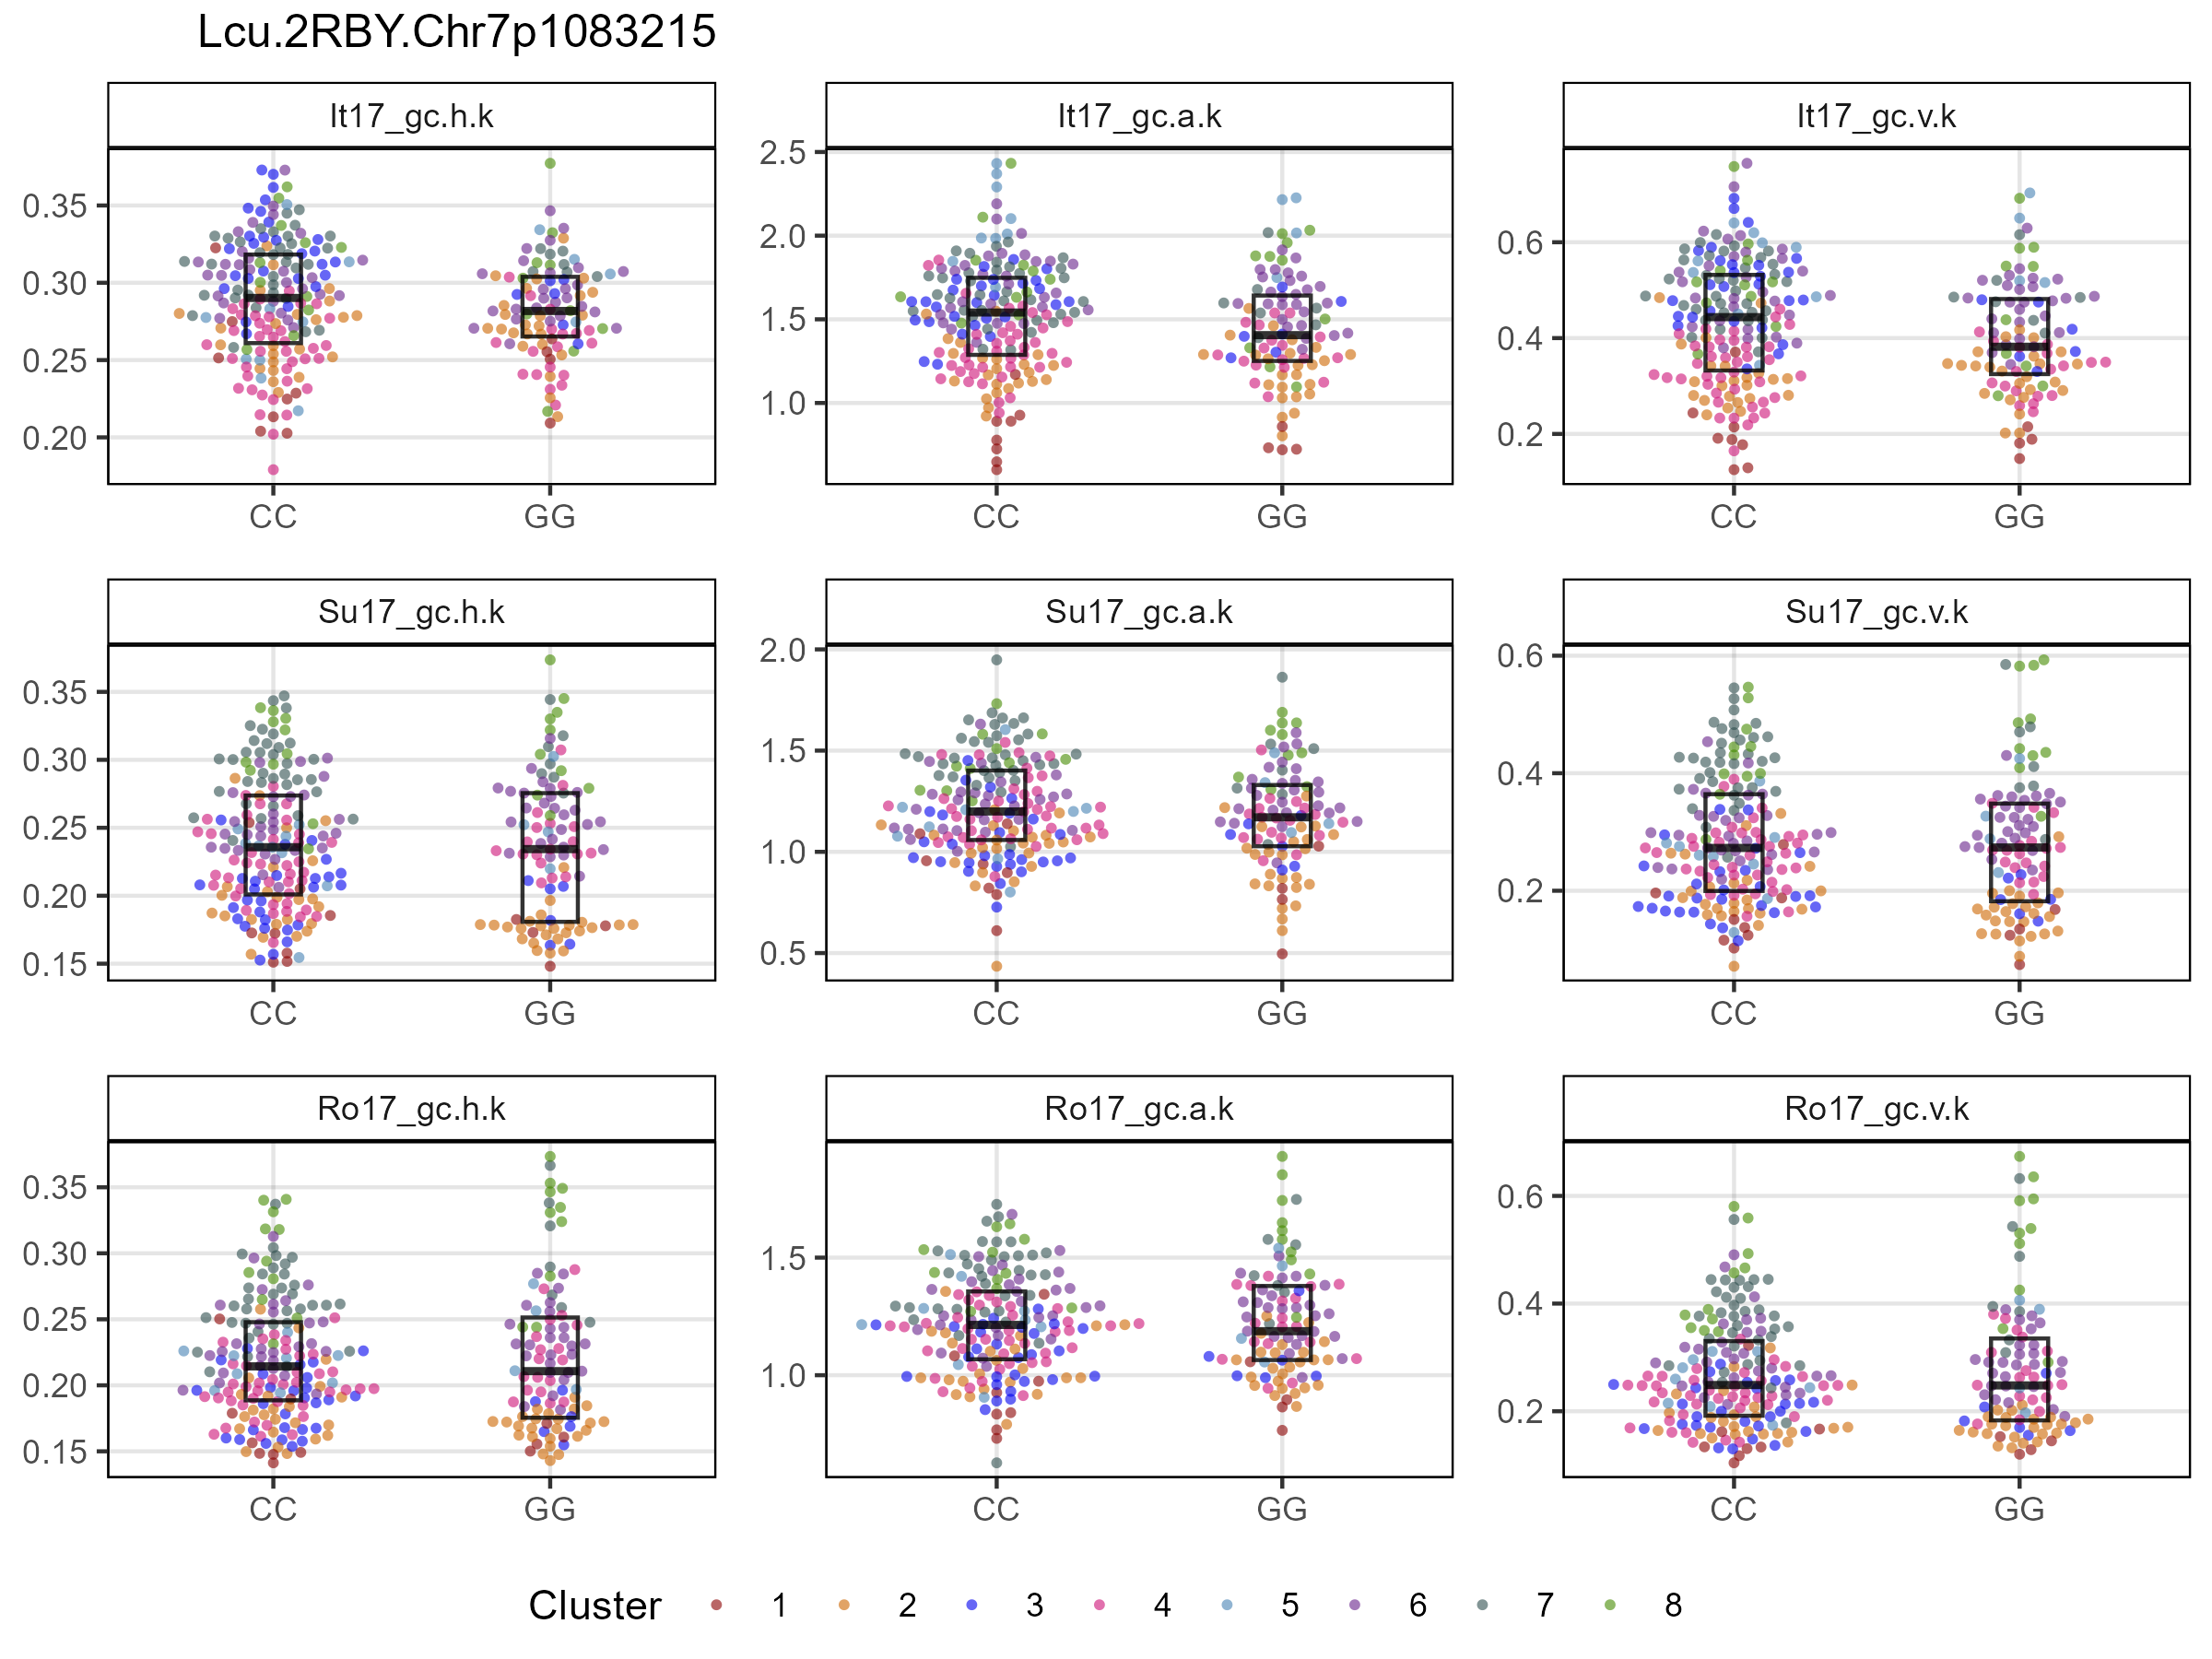 Lcu.2RBY.Chr7p1083215
It17_gc.h.k
It17_gc.a.k
It17_gc.v.k
0.35
0.30
0.25
0.20
CC GG
2.5
2.0
1.5
1.0
CC GG
0.6
0.4
0.2
CC GG
Su17_gc.h.k
Su17_gc.a.k
Su17_gc.v.k
0.35
0.30
0.25
0.20
0.15
CC GG
2.0
1.5
1.0
0.5
CC GG
0.6
0.4
0.2
CC GG
Ro17_gc.h.k
Ro17_gc.a.k
Ro17_gc.v.k
0.35
0.30
0.25
0.20
0.15
CC GG
1.5
1.0
CC GG
0.6
0.4
0.2
CC GG
Cluster 1 2 3 4 5 6 7 8